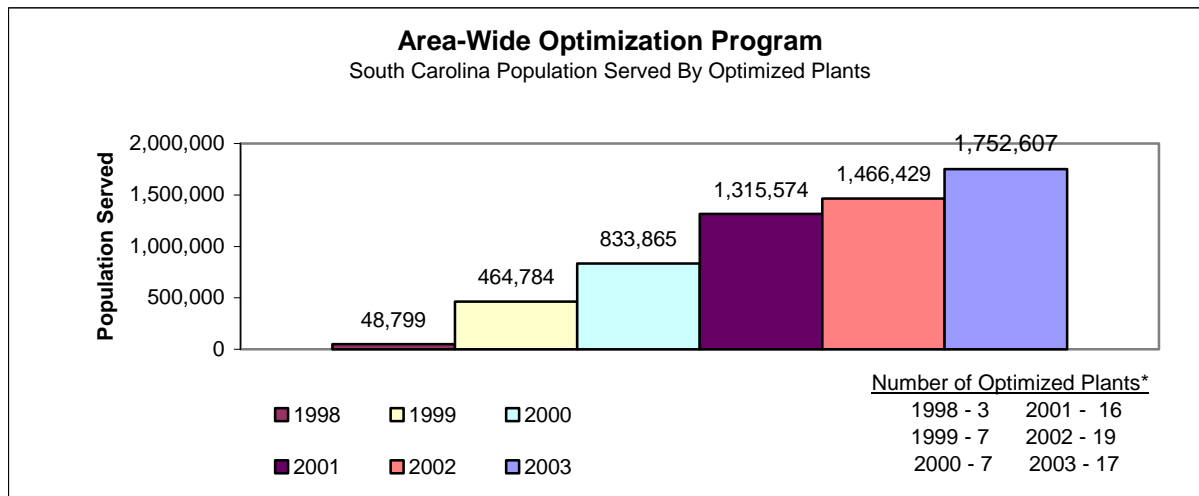 Area-Wide Optimization Program
South Carolina Population Served By Optimized Plants
Population Served
2,000,000
1,500,000
1,000,000
500,000
0
48,799
464,784
833,865
1,315,574
1,466,429
1,752,607
1998 1999 2000
2001 2002 2003
Number of Optimized Plants*
1998 - 3 2001 - 16
1999 - 7 2002 - 19
2000 - 7 2003 - 17